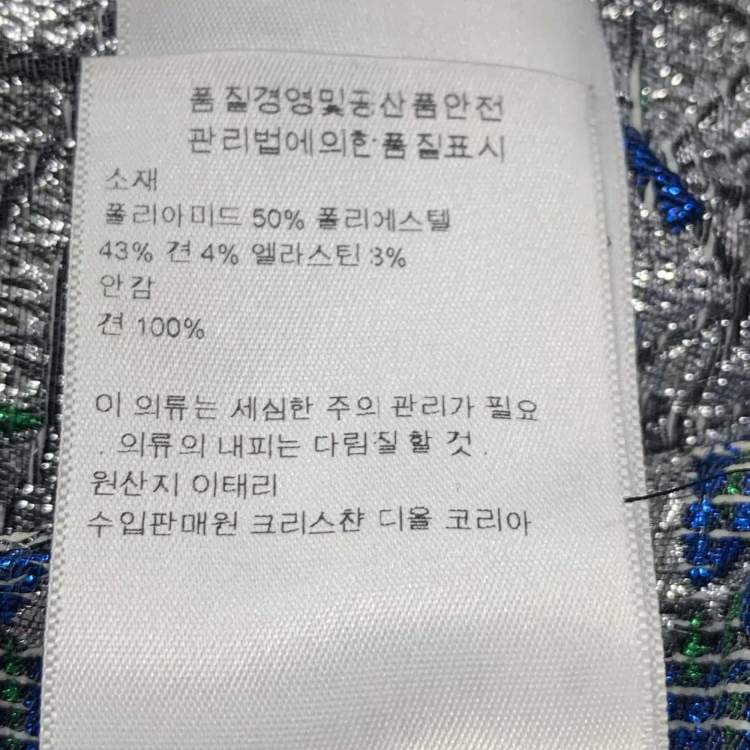 품질경영및공산품안전
관리법에의한품질표시
소재
폴리아미드 50% 폴리에스텔
43% 견 4% 엘라스틴 3%
안감
견 100%
이 의류는 세심한 주의 관리가 필요
. 의류의 내피는 다림질할 것 .
원산지 이태리
수입판매원 크리스챤 디올 코리아